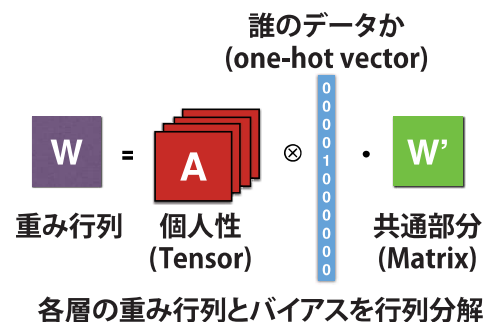 誰のデータか
(one-hot vector)
W
=
A
⊗
0
0
0
0
1
0
0
0
0
0
・
W’
重み行列
個人性
(Tensor)
共通部分
(Matrix)
各層の重み行列とバイアスを行列分解